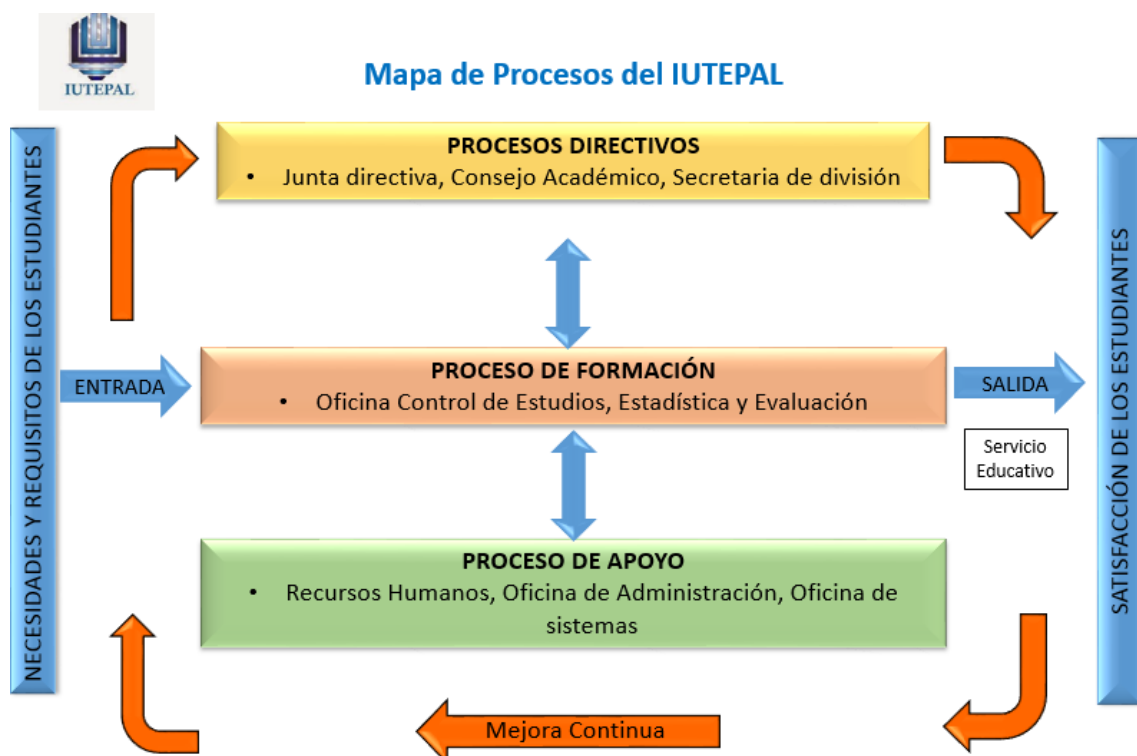 IUTEPAL
Mapa de Procesos del IUTEPAL
NECESIDADES Y REQUISITOS DE LOS ESTUDIANTES
PROCESOS DIRECTIVOS
• Junta directiva, Consejo Académico, Secretaria de división
ENTRADA
PROCESO DE FORMACIÓN
• Oficina Control de Estudios, Estadística y Evaluación
SALIDA
Servicio
Educativo
PROCESO DE APOYO
• Recursos Humanos, Oficina de Administración, Oficina de
sistemas
SATISFACCIÓN DE LOS ESTUDIANTES
Mejora Continua